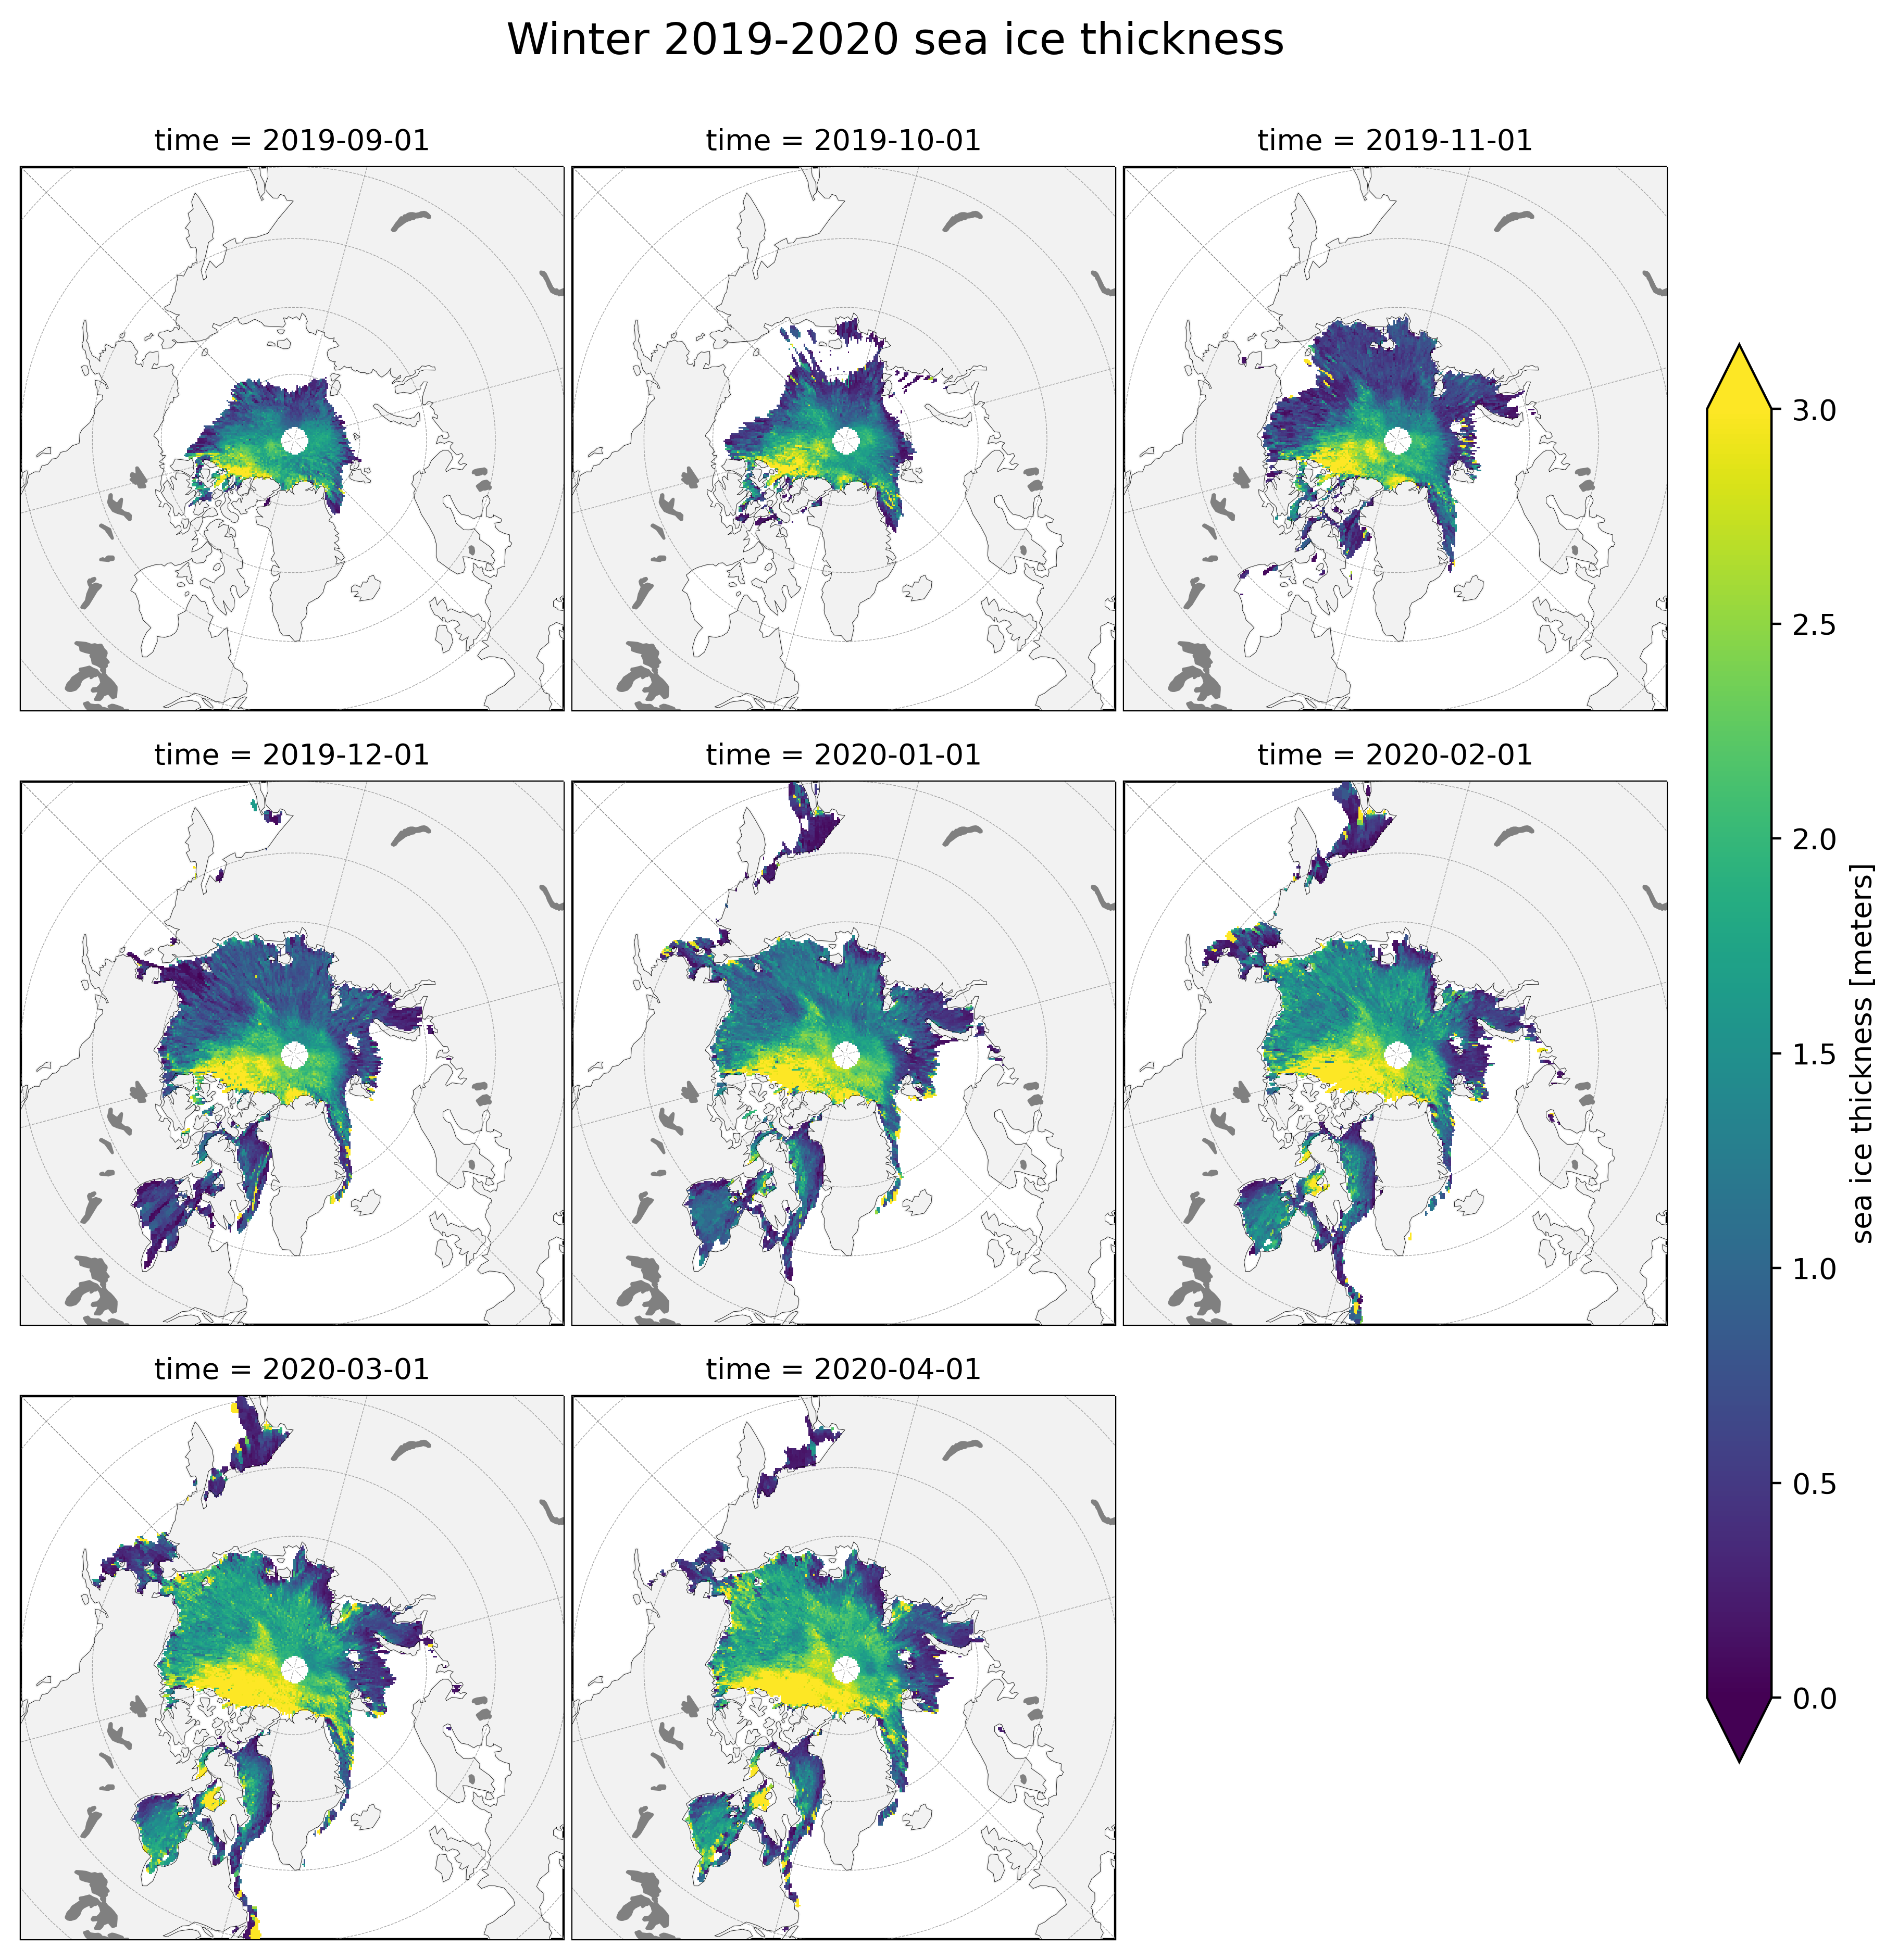 Winter 2019-2020 sea ice thickness
time = 2019-09-01
time = 2019-10-01
time = 2019-11-01
time = 2019-12-01
time = 2020-01-01
time = 2020-02-01
time = 2020-03-01
time = 2020-04-01
3.0
2.5
2.0
1.5
1.0
0.5
0.0
sea ice thickness [meters]